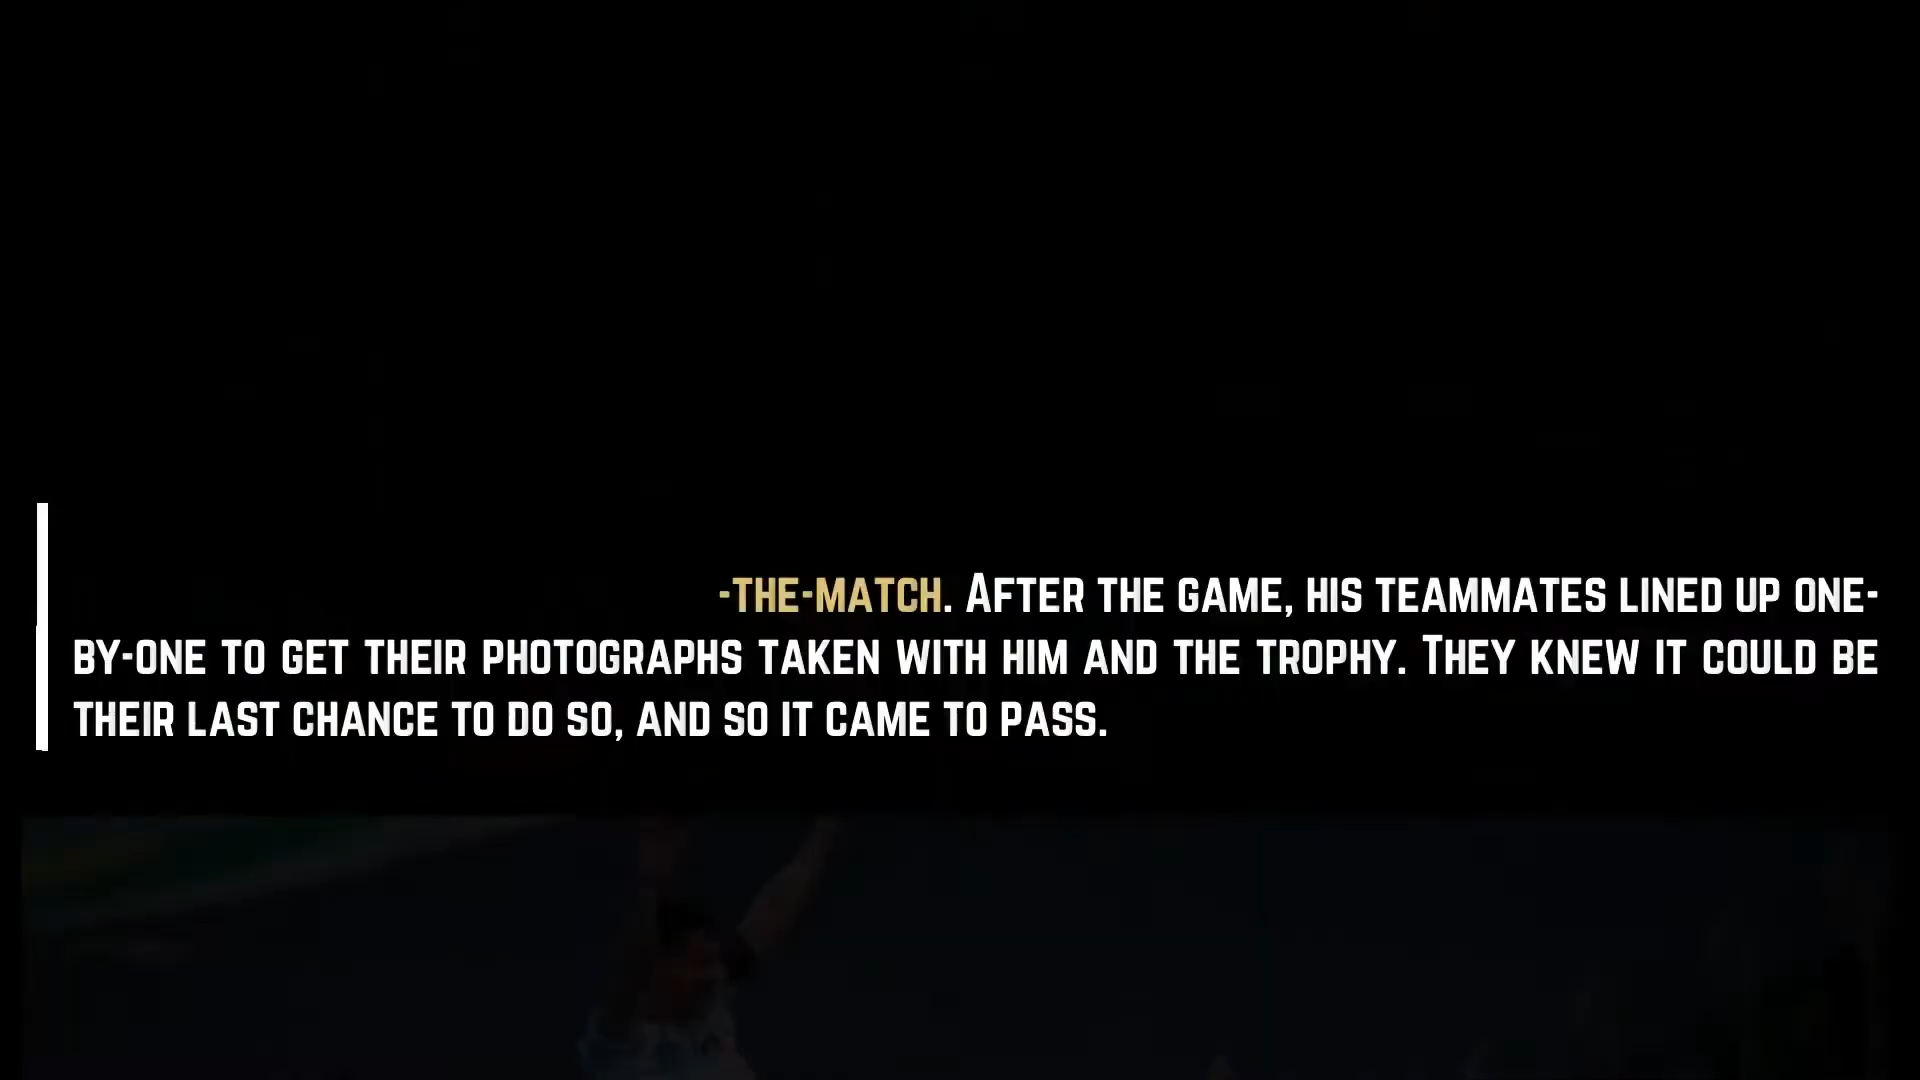 -THE-MATCH. AFTER THE GAME, HIS TEAMMATES LINED UP ONE-
BY-ONE TO GET THEIR PHOTOGRAPHS TAKEN WITH HIM AND THE TROPHY. THEY KNEW IT COULD BE
THEIR LAST CHANCE TO DO SO, AND SO IT CAME TO PASS.